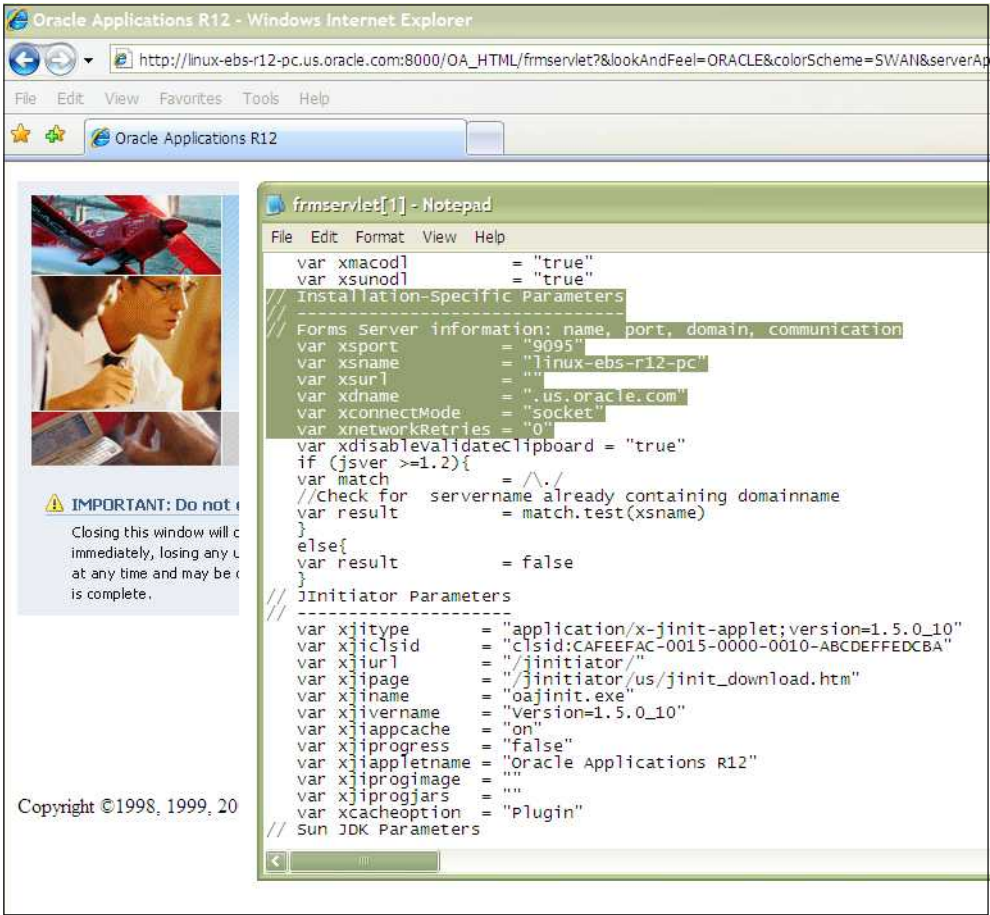 Oracle Applications R12 - Windows Internet Explorer
http://linux-ebs-r12-pc.us.oracle.com:8000/OA_HTML/frmservlet?&lookAndFeel=ORACLE&colorScheme=SWAN&serverAp
File Edit View Favorites Tools Help
Oracle Applications R12
frmservlet[1] - Notepad
File Edit Format View Help
var xmacodl = "true"
var xsunodl = "true"
// Installation-Specific Parameters
// ---------------------------------
// Forms Server information: name, port, domain, communication
var xsport = "9095"
var xsname = "linux-ebs-r12-pc"
var xsurl = ""
var xdname = ".us.oracle.com"
var xconnectMode = "socket"
var xnetworkRetries = "0"
var xdisableValidateClipboard = "true"
if (jsver >=1.2){
var match = /\./
//Check for servername already containing domainname
var result = match.test(xsname)
}
else{
var result = false
}
// JInitiator Parameters
// ----------------------
var xjitype = "application/x-jinit-applet;version=1.5.0_10"
var xjiclsid = "clsid:CAFEEFAC-0015-0000-0010-ABCDEFFEDCBA"
var xjiurl = "/jinitiator/"
var xjipage = "/jinitiator/us/jinit_download.htm"
var xjiname = "oajinit.exe"
var xjivername = "Version=1.5.0_10"
var xjiappcache = "on"
var xjiprogress = "false"
var xjiappletname = "Oracle Applications R12"
var xjiprogimage = ""
var xjiprogjars = ""
var xcacheoption = "Plugin"
// Sun JDK Parameters
IMPORTANT: Do not
Closing this window will
immediately, losing any
at any time and may be
is complete.
Copyright ©1998, 1999, 20